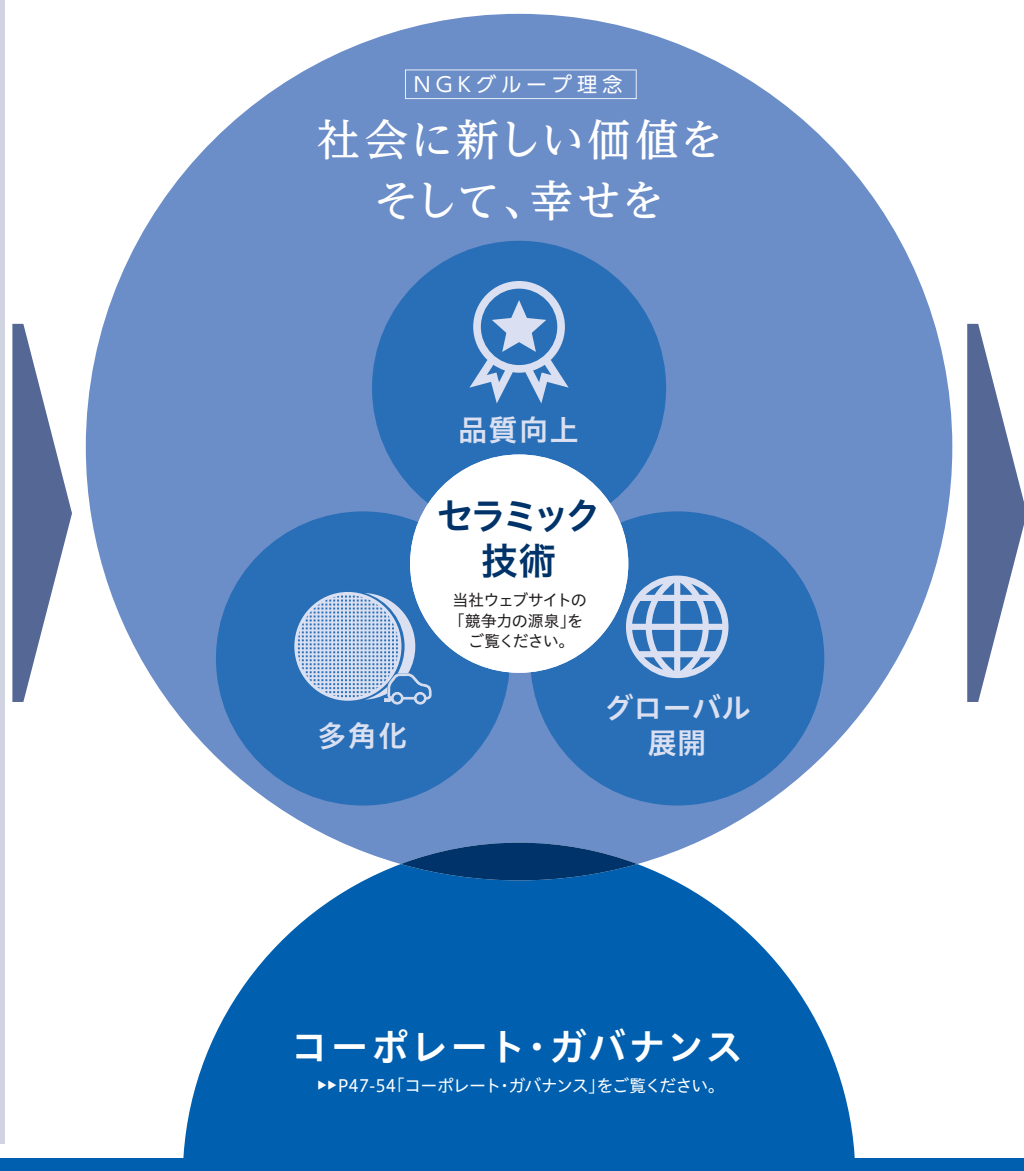 NGKグループ理念
社会に新しい価値を
そして、幸せを
品質向上
セラミック
技術
当社ウェブサイトの
「競争力の源泉」を
ご覧ください。
多角化
グローバル
展開
コーポレート・ガバナンス
▶▶P47-54「コーポレート・ガバナンス」をご覧ください。